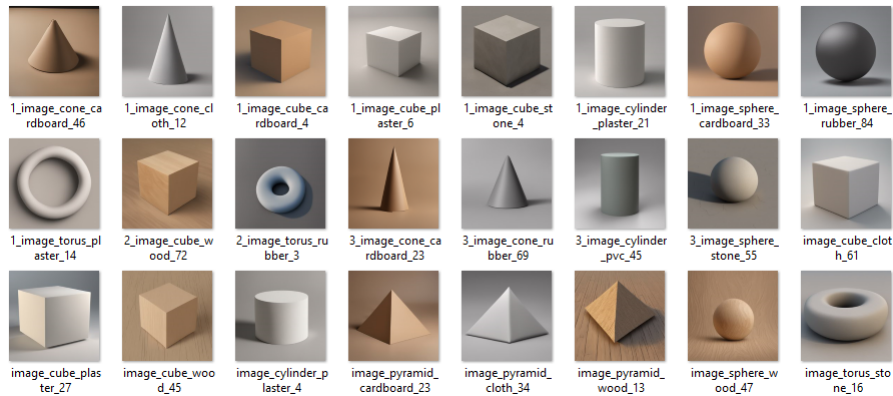 1_image_cone_ca
rdboard_46
1_image_cone_cl
oth_12
1_image_cube_ca
rdboard_4
1_image_cube_pl
aster_6
1_image_cube_st
one_4
1_image_cylinder
_plaster_21
1_image_sphere_
cardboard_33
1_image_sphere_
rubber_84
1_image_torus_pl
aster_14
2_image_cube_w
ood_72
2_image_torus_ru
bber_3
3_image_cone_ca
rdboard_23
3_image_cone_ru
bber_69
3_image_cylinder
_pvc_45
3_image_sphere_
stone_55
image_cube_clot
h_61
image_cube_plas
ter_27
image_cube_woo
d_45
image_cylinder_p
laster_4
image_pyramid_
cardboard_23
image_pyramid_
cloth_34
image_pyramid_
wood_13
image_sphere_w
ood_47
image_torus_sto
ne_16